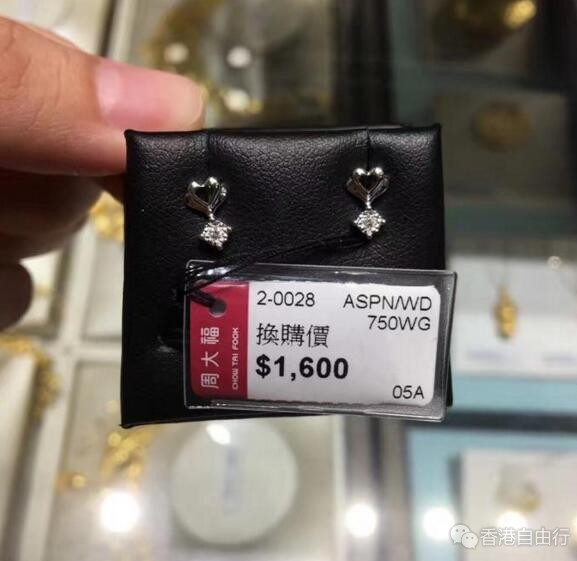 2-0028 ASPN/WD
750WG
換購價
$1,600
05A
周大福
CHOW TAI FOOK
香港自由行